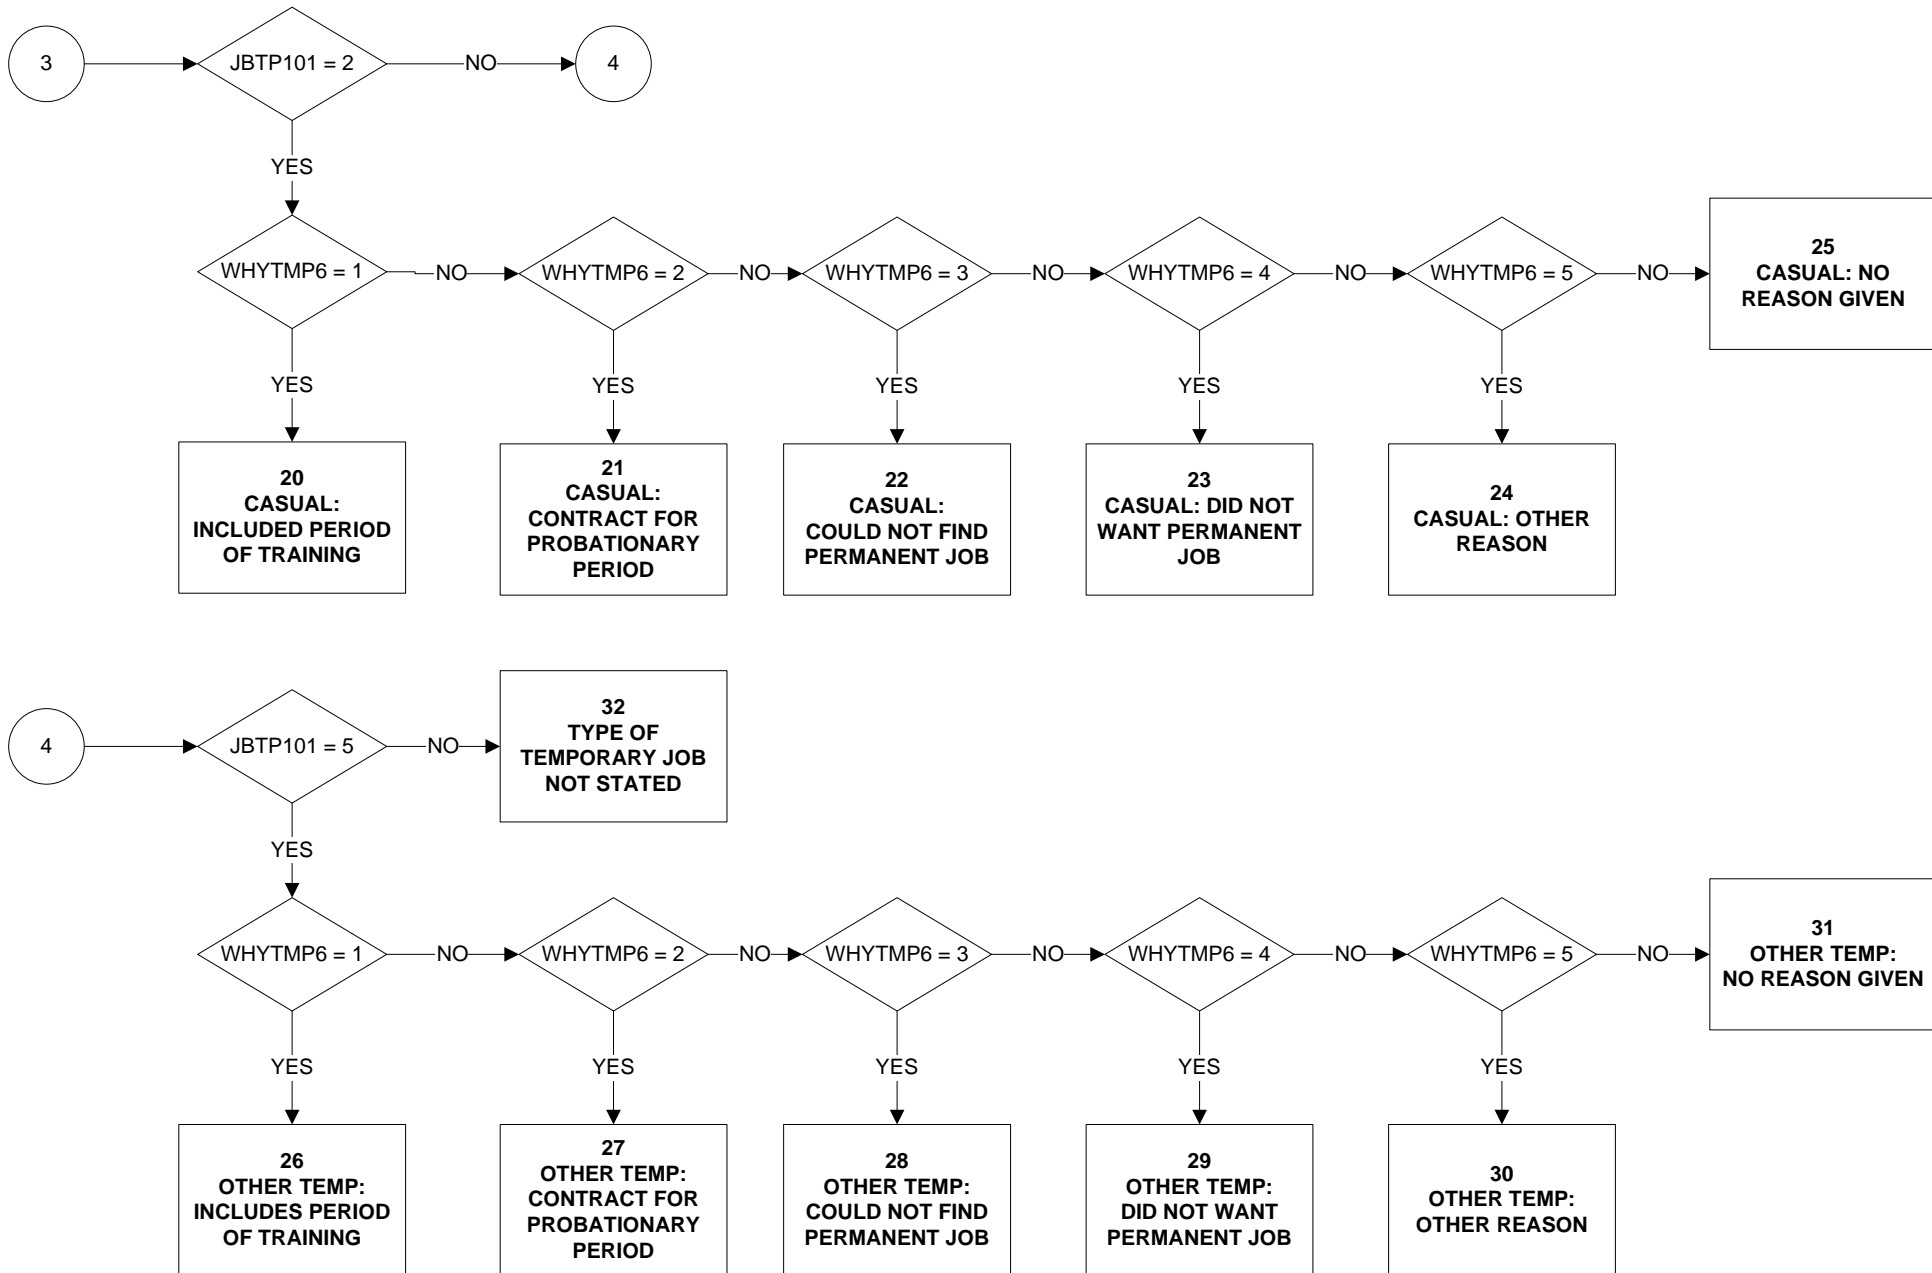 3
JBTP101 = 2
NO
4
YES
WHYTMP6 = 1
NO
WHYTMP6 = 2
NO
WHYTMP6 = 3
NO
WHYTMP6 = 4
NO
WHYTMP6 = 5
NO
25
CASUAL: NO
REASON GIVEN
YES
YES
YES
YES
YES
20
CASUAL:
INCLUDED PERIOD
OF TRAINING
21
CASUAL:
CONTRACT FOR
PROBATIONARY
PERIOD
22
CASUAL:
COULD NOT FIND
PERMANENT JOB
23
CASUAL: DID NOT
WANT PERMANENT
JOB
24
CASUAL: OTHER
REASON
4
JBTP101 = 5
NO
32
TYPE OF
TEMPORARY JOB
NOT STATED
YES
WHYTMP6 = 1
NO
WHYTMP6 = 2
NO
WHYTMP6 = 3
NO
WHYTMP6 = 4
NO
WHYTMP6 = 5
NO
31
OTHER TEMP:
NO REASON GIVEN
YES
YES
YES
YES
YES
26
OTHER TEMP:
INCLUDES PERIOD
OF TRAINING
27
OTHER TEMP:
CONTRACT FOR
PROBATIONARY
PERIOD
28
OTHER TEMP:
COULD NOT FIND
PERMANENT JOB
29
OTHER TEMP:
DID NOT WANT
PERMANENT JOB
30
OTHER TEMP:
OTHER REASON